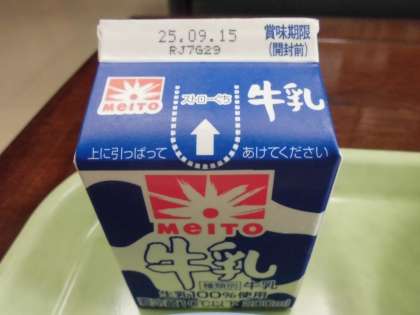 25.09.15 賞味期限
RJ7G29 (開封前)
MEITO ストロー口 牛乳
上に引っぱって あけてください
MEITO
牛乳
[種類別] 牛乳
生乳100%使用